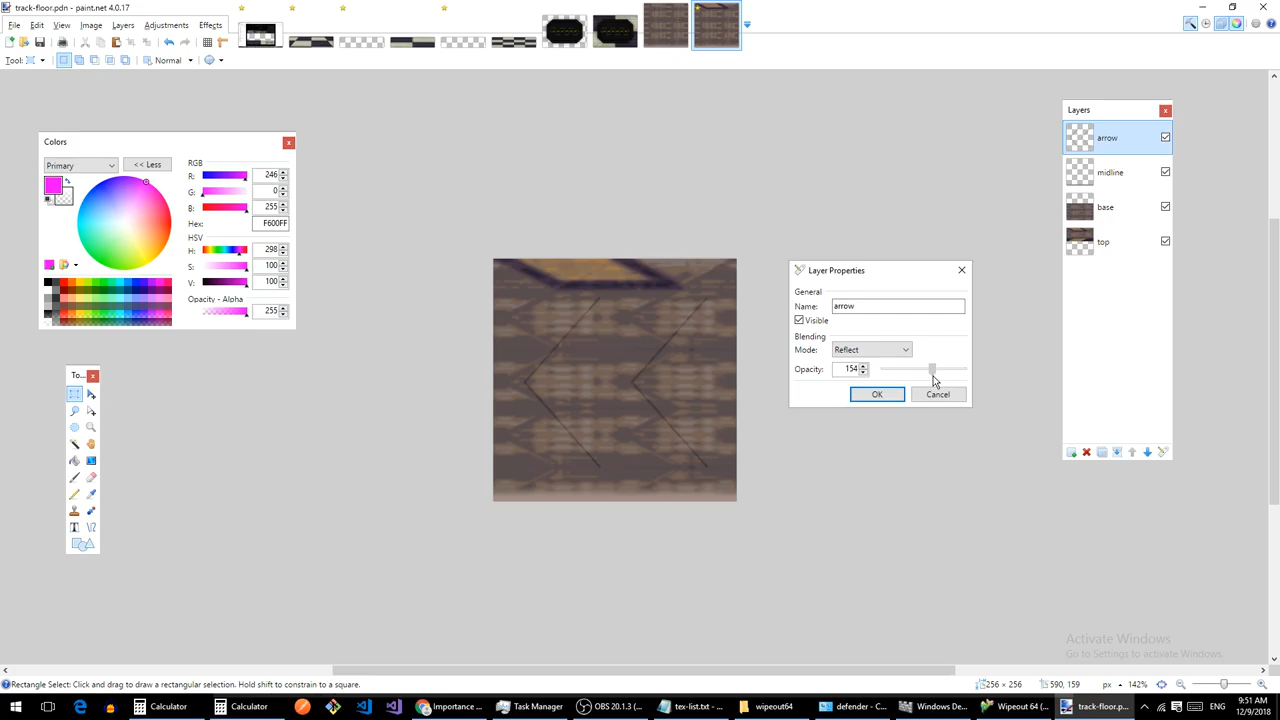 track-floor.pdn - paint.net 4.0.17
Edit View Image Layers Adjustments Effects
Normal
Colors
Primary
<< Less
RGB
R: 246
G: 0
B: 255
Hex: F600FF
HSV
H: 298
S: 100
V: 100
Opacity - Alpha
255
To...
Layer Properties
General
Name: arrow
Visible
Blending
Mode: Reflect
Opacity: 154
OK Cancel
Layers
arrow
midline
base
top
Activate Windows
Go to Settings to activate Windows.
Rectangle Select: Click and drag to draw a rectangular selection. Hold shift to constrain to a square.
256 × 256 590, 159 px 142%
Calculator Calculator Importance ... Task Manager OBS 20.1.3 (... tex-list.txt - ... wipeout64 defender - C... Windows De... Wipeout 64 (... track-floor.p...
9:51 AM
12/9/2018